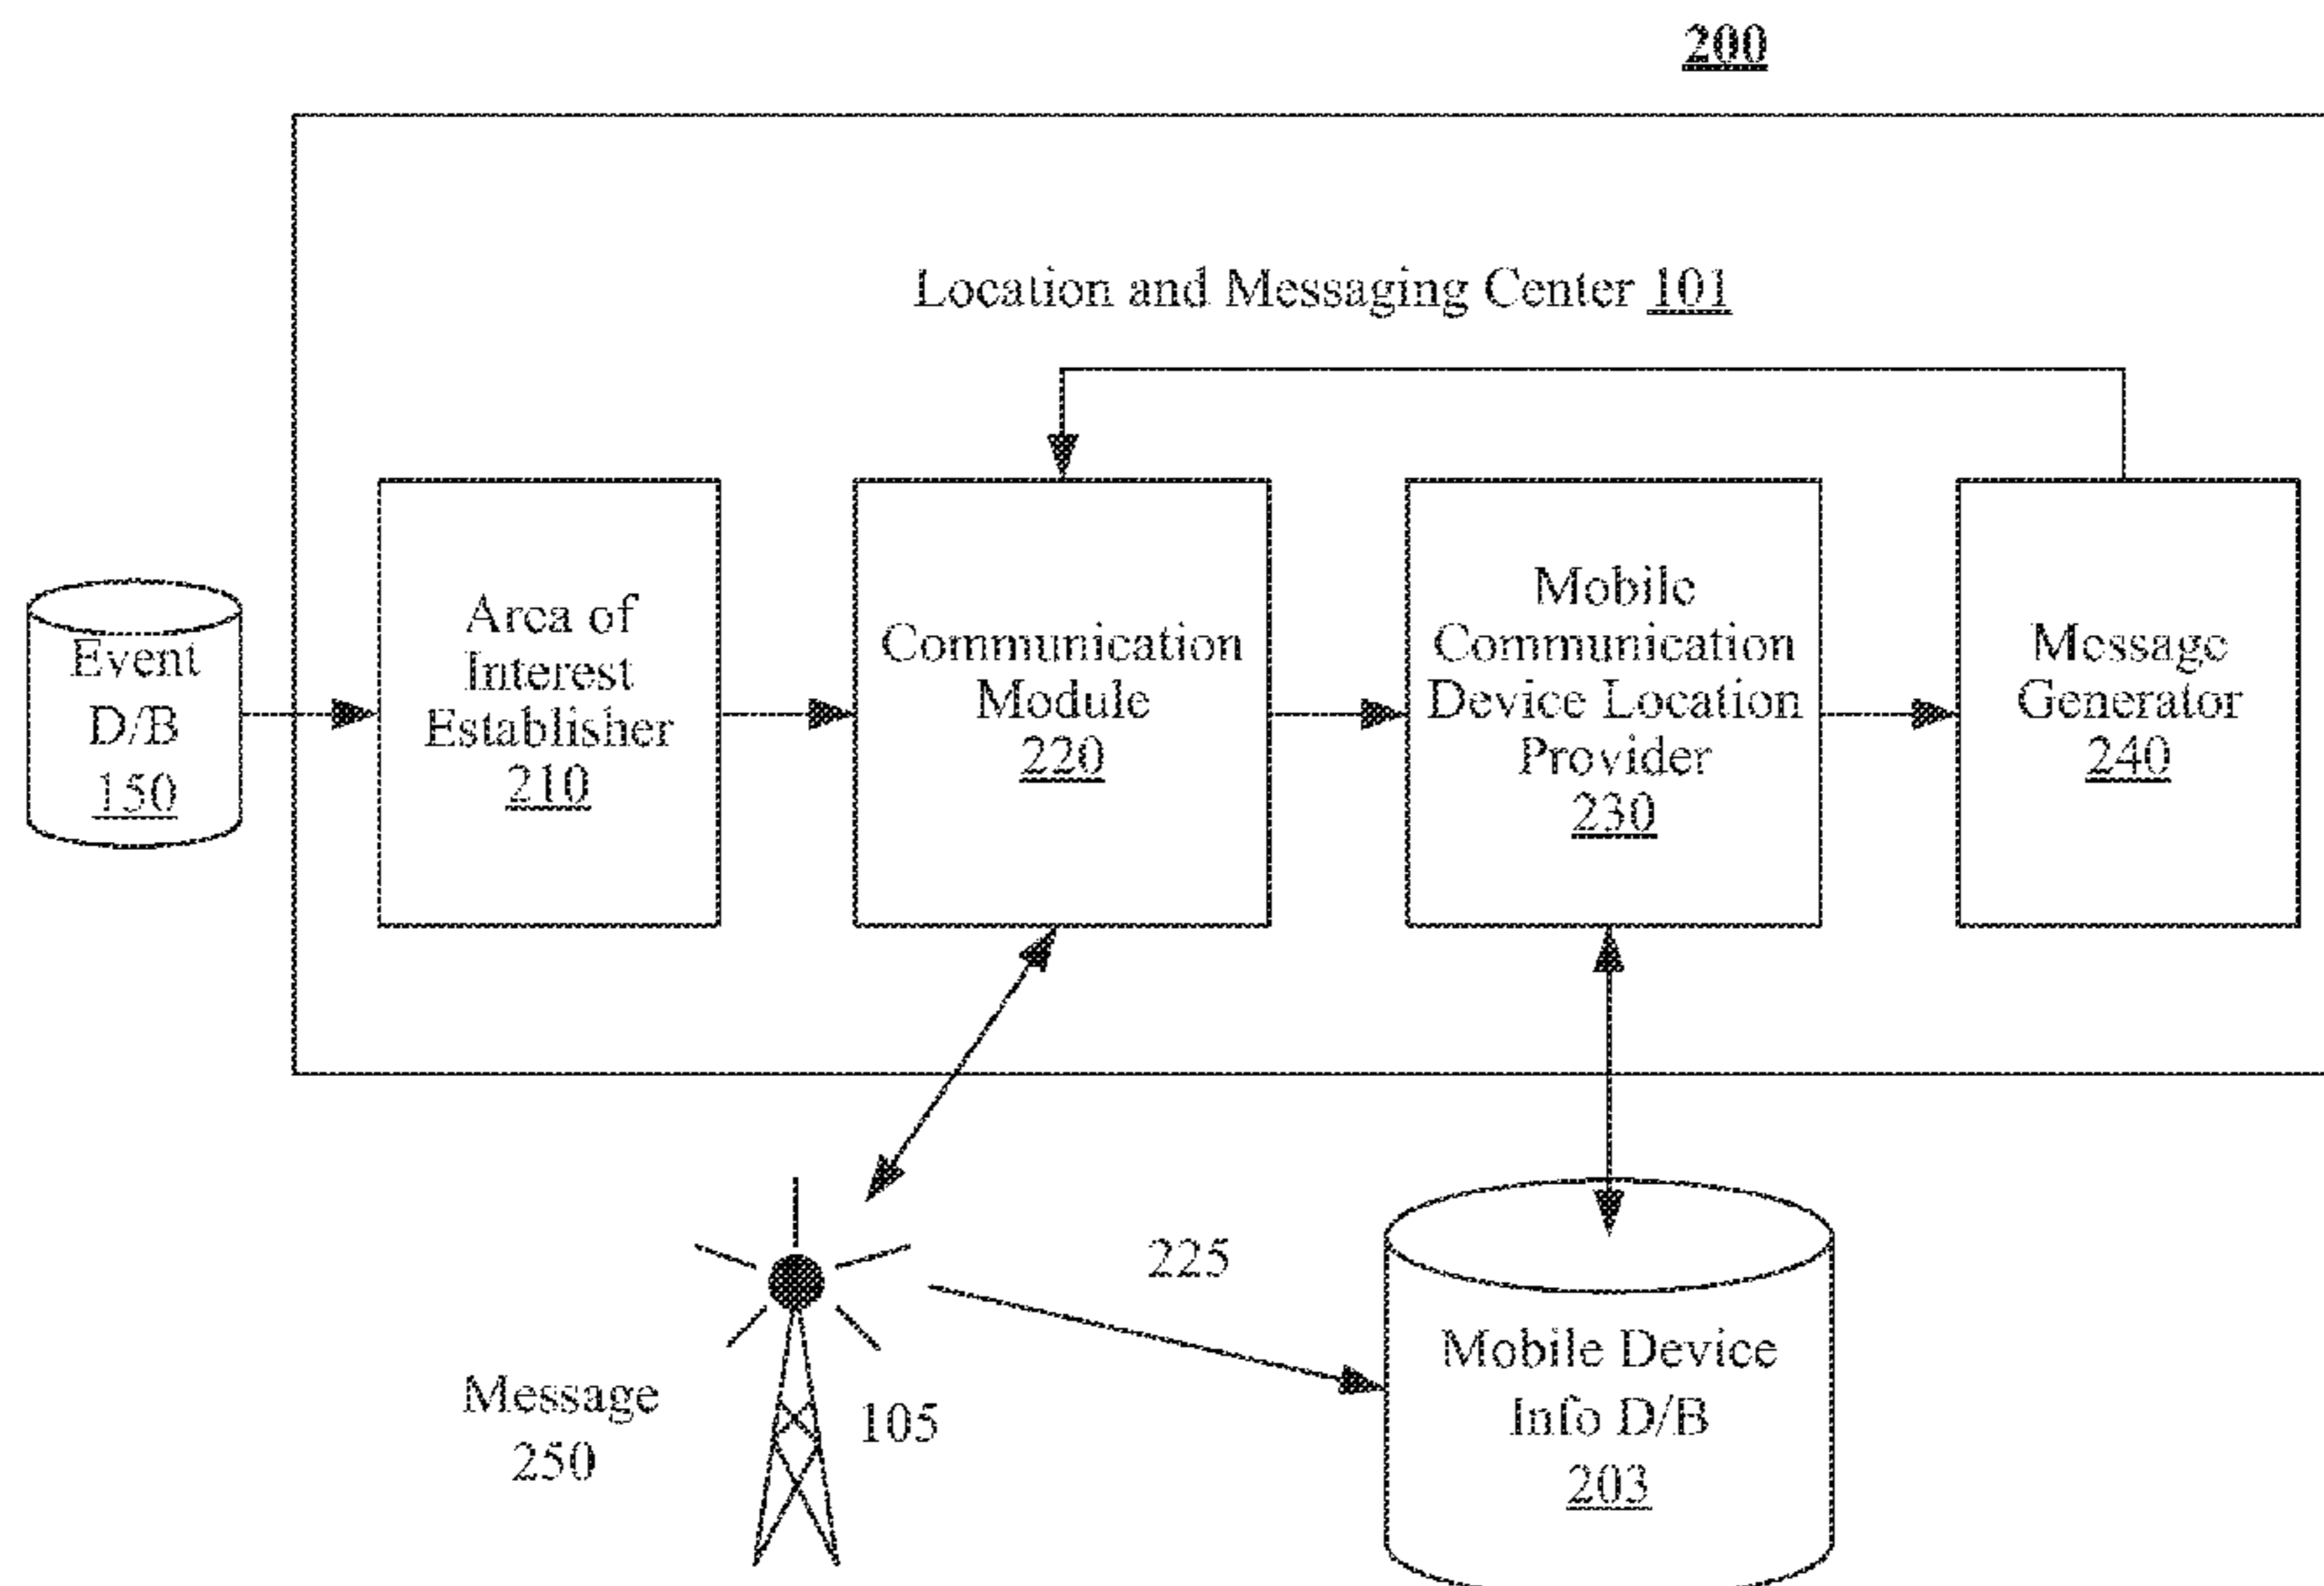 200
Location and Messaging Center 101
Event
D/B
150
Area of
Interest
Establisher
210
Communication
Module
220
Mobile
Communication
Device Location
Provider
230
Message
Generator
240
225
Message
250
105
Mobile Device
Info D/B
203